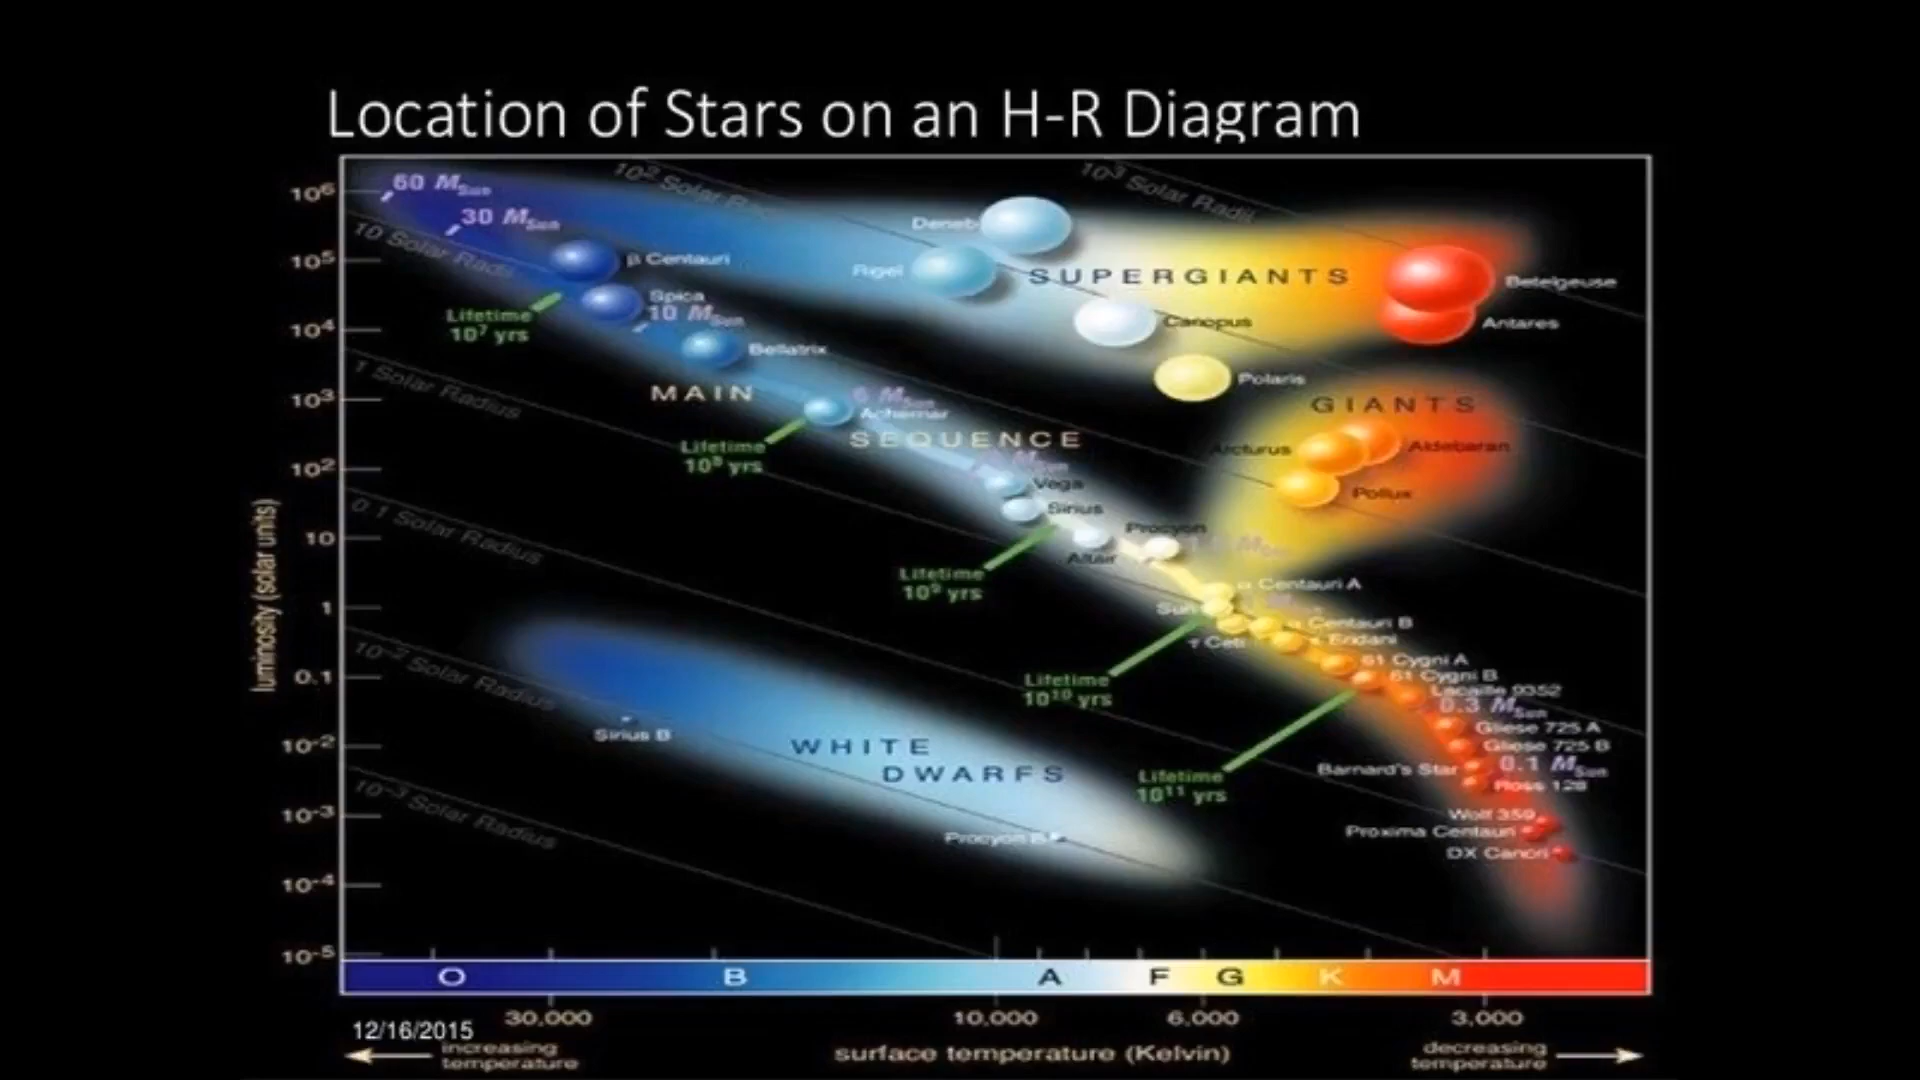 Location of Stars on an H-R Diagram
10⁶
60 M Sun
10² Solar
10³ Solar Radii
30 M Sun
Deneb
10 Solar Radii
10⁵
β Centauri
Rigel
SUPERGIANTS
Betelgeuse
Spica
Lifetime
10⁷ yrs
10 M Sun
Canopus
Antares
10⁴
Bellatrix
1 Solar Radius
Polaris
MAIN
10³
GIANTS
Achernar
SEQUENCE
Lifetime
10⁸ yrs
Arcturus
Aldebaran
10²
Vega
Pollux
0.1 Solar Radius
Sirius
Procyon
10
Altair
Lifetime
10⁹ yrs
α Centauri A
1
Sun
Centauri B
τ Ceti
Eridani
luminosity (solar units)
10⁻² Solar Radius
61 Cygni A
0.1
61 Cygni B
Lifetime
10¹⁰ yrs
Lacaille 9352
0.3 M Sun
Gliese 725 A
Sirius B
WHITE
DWARFS
10⁻²
Gliese 725 B
Lifetime
10¹¹ yrs
Barnard's Star
0.1 M Sun
Ross 128
10⁻³ Solar Radius
10⁻³
Wolf 359
Procyon B
Proxima Centauri
DX Cancri
10⁻⁴
10⁻⁵
O B A F G K M
30,000 10,000 6,000 3,000
12/16/2015
increasing
temperature
surface temperature (Kelvin)
decreasing
temperature